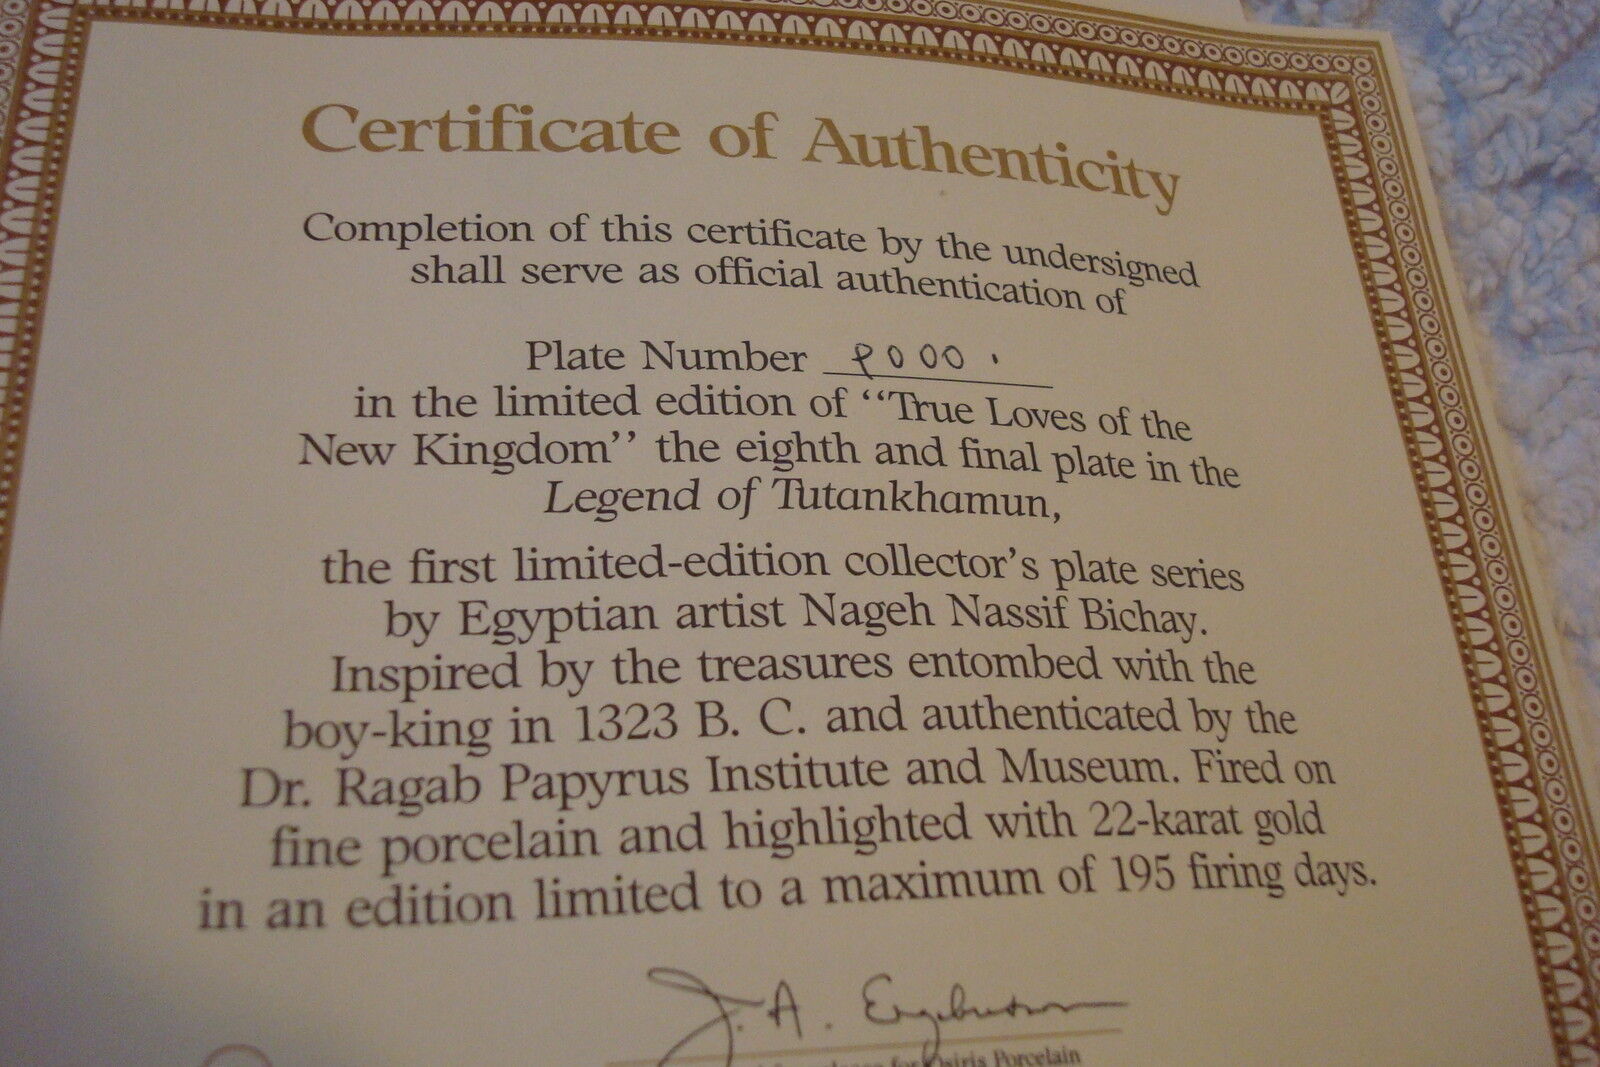 Certificate of Authenticity
Completion of this certificate by the undersigned
shall serve as official authentication of
Plate Number
in the limited edition of “True Loves of the
New Kingdom” the eighth and final plate in the
Legend of Tutankhamun,
the first limited-edition collector's plate series
by Egyptian artist Nageh Nassif Bichay.
Inspired by the treasures entombed with the
boy-king in 1323 B. C. and authenticated by the
Dr. Ragab Papyrus Institute and Museum. Fired on
fine porcelain and highlighted with 22-karat gold
in an edition limited to a maximum of 195 firing days.
J. A.
for Osiris Porcelain